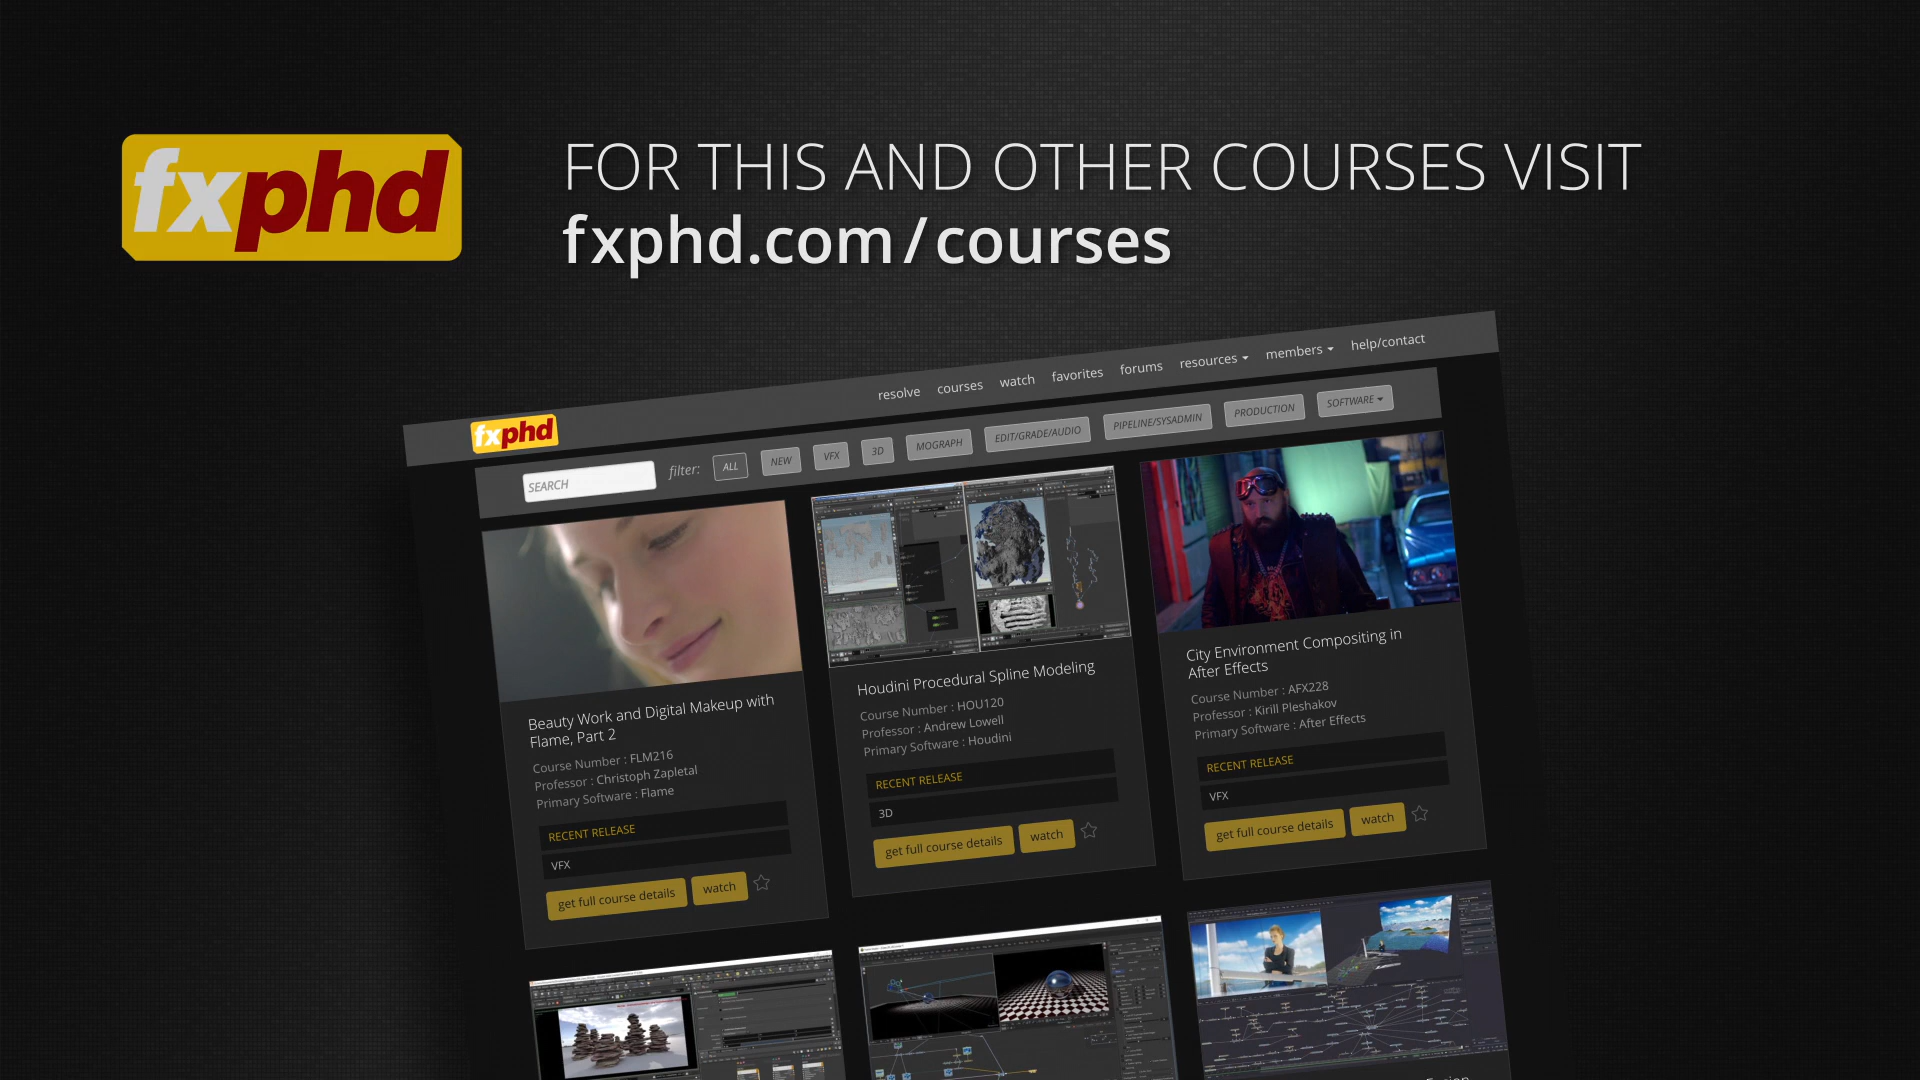 fxphd
FOR THIS AND OTHER COURSES VISIT
fxphd.com/courses
fxphd
resolve courses watch favorites forums resources members help/contact
SEARCH
filter: ALL NEW VFX 3D MOGRAPH EDIT/GRADE/AUDIO PIPELINE/SYSADMIN PRODUCTION SOFTWARE
Beauty Work and Digital Makeup with
Flame, Part 2
Course Number : FLM216
Professor : Christoph Zapletal
Primary Software : Flame
RECENT RELEASE
VFX
get full course details watch
Houdini Procedural Spline Modeling
Course Number : HOU120
Professor : Andrew Lowell
Primary Software : Houdini
RECENT RELEASE
3D
get full course details watch
City Environment Compositing in
After Effects
Course Number : AFX228
Professor : Kirill Pleshakov
Primary Software : After Effects
RECENT RELEASE
VFX
get full course details watch